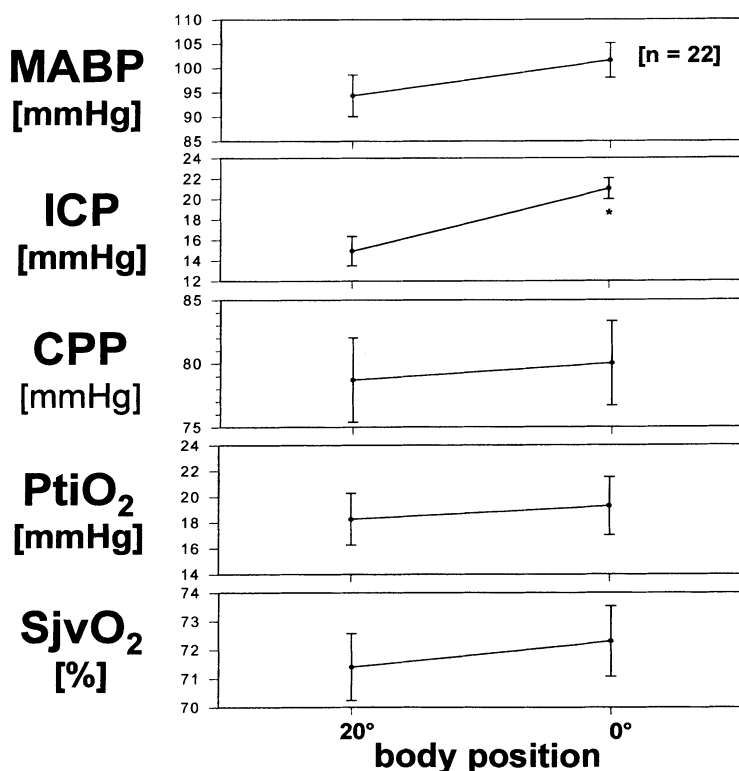 MABP
[mmHg]
110
105
100
95
90
85
[n = 22]
ICP
[mmHg]
24
22
20
18
16
14
12
*
CPP
[mmHg]
85
80
75
PtiO2
[mmHg]
24
22
20
18
16
14
SjvO2
[%]
74
73
72
71
70
20° 0°
body position